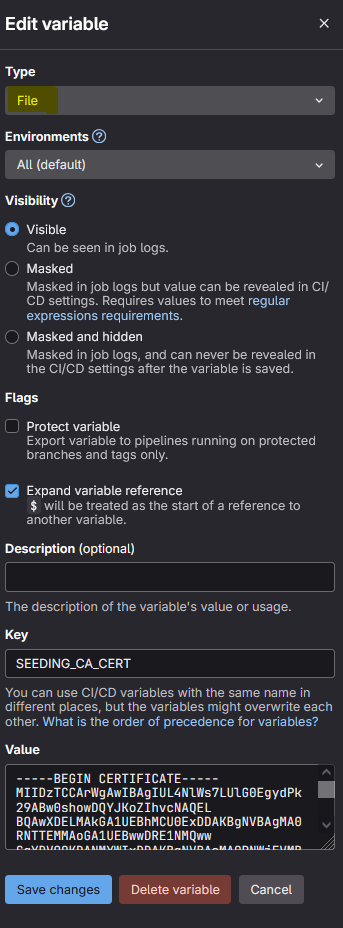 Edit variable
Type
File
Environments
All (default)
Visibility
Visible
Can be seen in job logs.
Masked
Masked in job logs but value can be revealed in CI/
CD settings. Requires values to meet regular
expressions requirements.
Masked and hidden
Masked in job logs, and can never be revealed in
the CI/CD settings after the variable is saved.
Flags
Protect variable
Export variable to pipelines running on protected
branches and tags only.
Expand variable reference
$ will be treated as the start of a reference to
another variable.
Description (optional)
The description of the variable's value or usage.
Key
SEEDING_CA_CERT
You can use CI/CD variables with the same name in
different places, but the variables might overwrite each
other. What is the order of precedence for variables?
Value
-----BEGIN CERTIFICATE-----
MIIDzTCCArWgAwIBAgIUL4NlWs7LUlG0EgydPk
29ABw0showDQYJKoZIhvcNAQEL
BQAwXDELMAkGA1UEBhMCU0ExDDAKBgNVBAgMA0
RNTTEMMAoGA1UEBwwDRE1NMQww
Save changes
Delete variable
Cancel